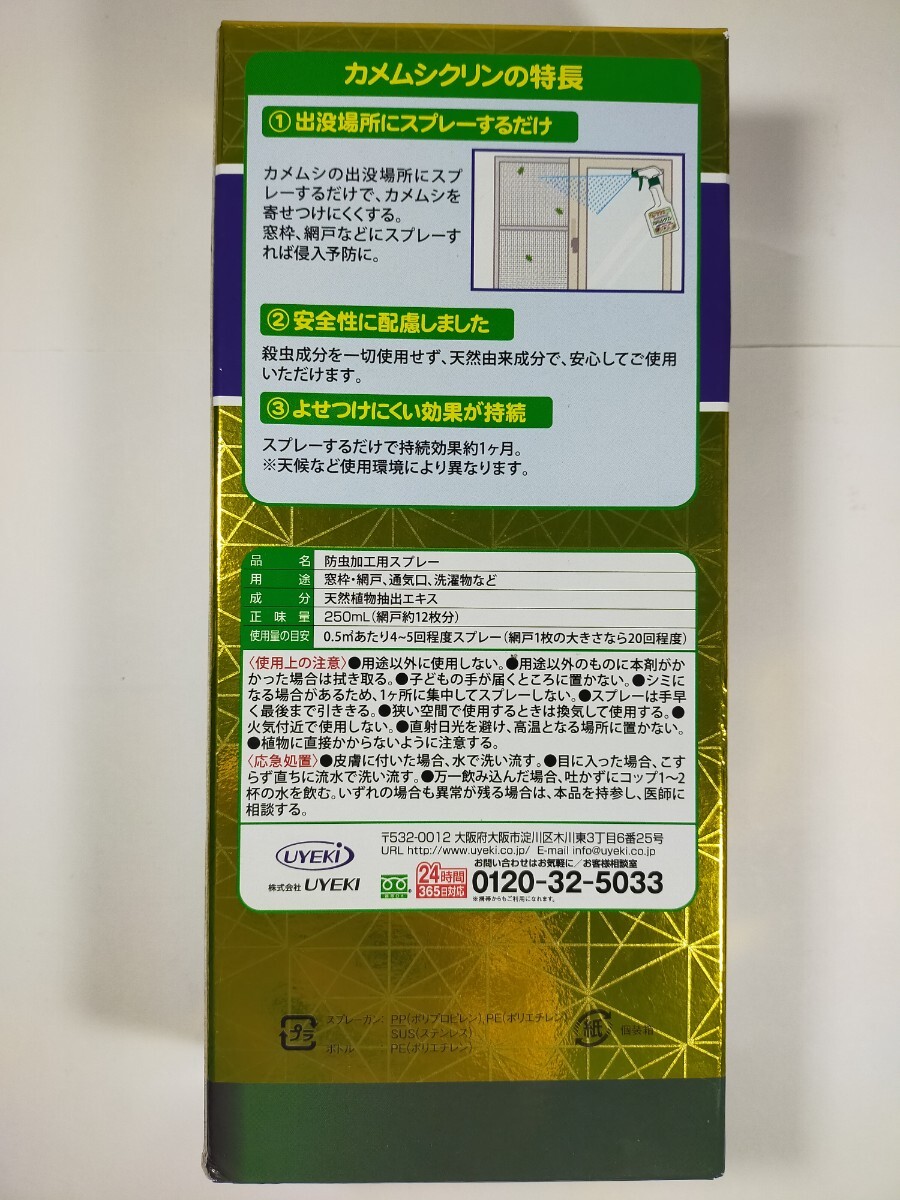 カメムシクリンの特長
①出没場所にスプレーするだけ
カメムシの出没場所にスプ
レーするだけで、カメムシを
寄せつけにくくする。
窓枠、網戸などにスプレーす
れば侵入予防に。
②安全性に配慮しました
殺虫成分を一切使用せず、天然由来成分で、安心してご使用
いただけます。
③よせつけにくい効果が持続
スプレーするだけで持続効果約1ヶ月。
※天候など使用環境により異なります。
品名 防虫加工用スプレー
用途 窓枠・網戸、通気口、洗濯物など
成分 天然植物抽出エキス
正味量 250mL(網戸約12枚分)
使用量の目安 0.5㎡あたり4~5回程度スプレー(網戸1枚の大きさなら20回程度)
〈使用上の注意〉●用途以外に使用しない。●用途以外のものに本剤がか
かった場合は拭き取る。●子どもの手が届くところに置かない。●シミに
なる場合があるため、1ヶ所に集中してスプレーしない。●スプレーは手早
く最後まで引ききる。●狭い空間で使用するときは換気して使用する。●
火気付近で使用しない。●直射日光を避け、高温となる場所に置かない。
●植物に直接かからないように注意する。
〈応急処置〉●皮膚に付いた場合、水で洗い流す。●目に入った場合、こす
らず直ちに流水で洗い流す。●万一飲み込んだ場合、吐かずにコップ1~2
杯の水を飲む。いずれの場合も異常が残る場合は、本品を持参し、医師に
相談する。
UYEKI
株式会社 UYEKI
〒532-0012 大阪府大阪市淀川区木川東3丁目6番25号
URL http://www.uyeki.co.jp/ E-mail info@uyeki.co.jp
お問い合わせはお気軽に/お客様相談室
24時間
365日対応
0120-32-5033
※携帯からもご利用になれます。
プラ
スプレーガン: PP(ポリプロピレン), PE(ポリエチレン)
SUS(ステンレス)
ボトル PE(ポリエチレン)
紙 個装箱